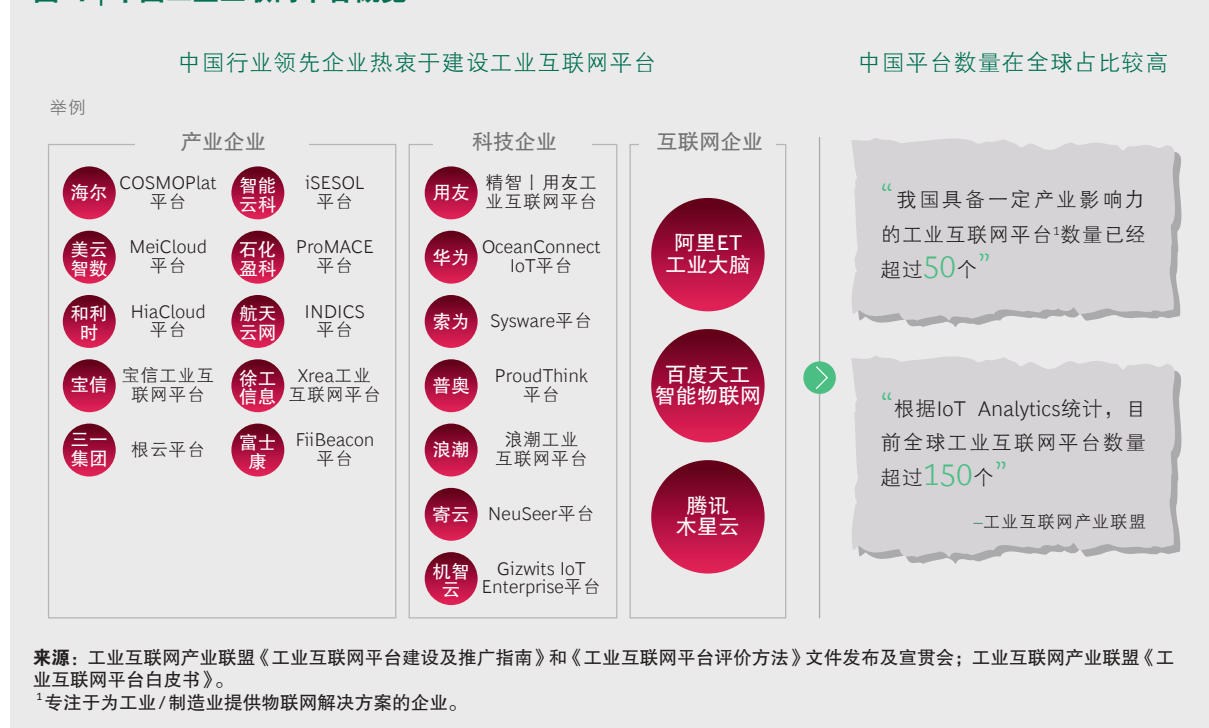 中国行业领先企业热衷于建设工业互联网平台
中国平台数量在全球占比较高
举例
产业企业
海尔
COSMOPlat
平台
智能
云科
iSESOL
平台
美云
智数
MeiCloud
平台
石化
盈科
ProMACE
平台
和利
时
HiaCloud
平台
航天
云网
INDICS
平台
宝信
宝信工业互
联网平台
徐工
信息
Xrea工业
互联网平台
三一
集团
根云平台
富士
康
FiiBeacon
平台
科技企业
用友
精智丨用友工
业互联网平台
华为
OceanConnect
IoT平台
索为
Sysware平台
普奥
ProudThink
平台
浪潮
浪潮工业
互联网平台
寄云
NeuSeer平台
机智
云
Gizwits IoT
Enterprise平台
互联网企业
阿里ET
工业大脑
百度天工
智能物联网
腾讯
木星云
“我国具备一定产业影响力
的工业互联网平台¹数量已经
超过50个”
“根据IoT Analytics统计，目
前全球工业互联网平台数量
超过150个”
–工业互联网产业联盟
来源：工业互联网产业联盟《工业互联网平台建设及推广指南》和《工业互联网平台评价方法》文件发布及宣贯会；工业互联网产业联盟《工
业互联网平台白皮书》。
¹专注于为工业/制造业提供物联网解决方案的企业。